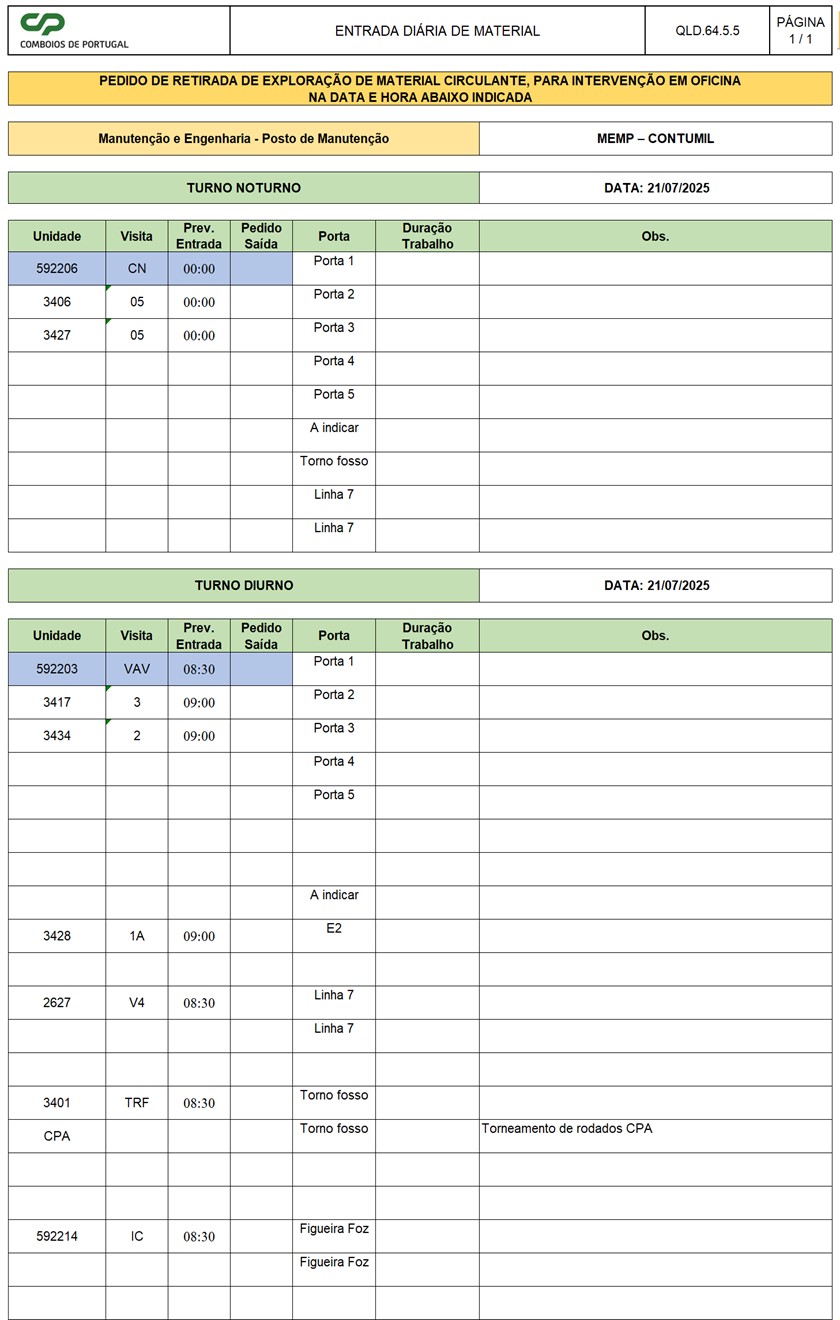 CP
COMBOIOS DE PORTUGAL
ENTRADA DIÁRIA DE MATERIAL
QLD.64.5.5
PÁGINA
1 / 1
PEDIDO DE RETIRADA DE EXPLORAÇÃO DE MATERIAL CIRCULANTE, PARA INTERVENÇÃO EM OFICINA
NA DATA E HORA ABAIXO INDICADA
Manutenção e Engenharia - Posto de Manutenção MEMP – CONTUMIL
TURNO NOTURNO DATA: 21/07/2025
Unidade Visita Prev. Entrada Pedido Saída Porta Duração Trabalho Obs.
592206 CN 00:00 Porta 1
3406 05 00:00 Porta 2
3427 05 00:00 Porta 3
Porta 4
Porta 5
A indicar
Torno fosso
Linha 7
Linha 7
TURNO DIURNO DATA: 21/07/2025
Unidade Visita Prev. Entrada Pedido Saída Porta Duração Trabalho Obs.
592203 VAV 08:30 Porta 1
3417 3 09:00 Porta 2
3434 2 09:00 Porta 3
Porta 4
Porta 5
A indicar
3428 1A 09:00 E2
2627 V4 08:30 Linha 7
Linha 7
3401 TRF 08:30 Torno fosso
CPA Torno fosso Torneamento de rodados CPA
592214 IC 08:30 Figueira Foz
Figueira Foz